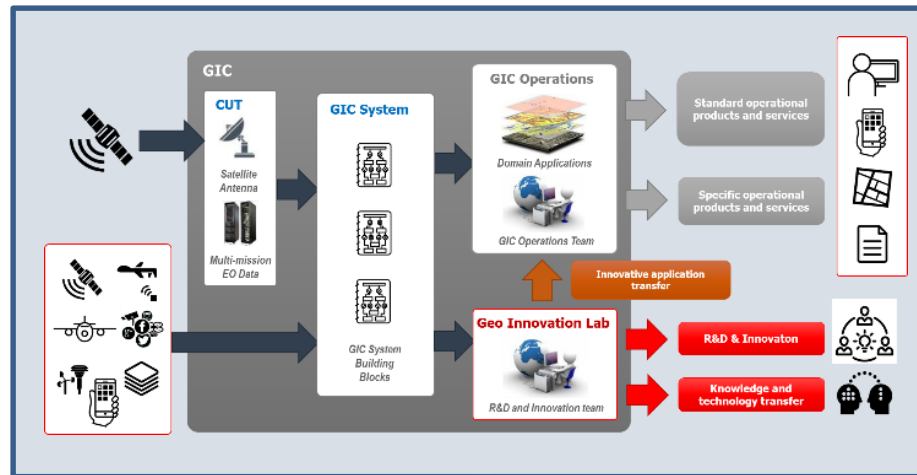 GIC
CUT
Satellite
Antenna
Multi-mission
EO Data
GIC System
GIC System
Building
Blocks
GIC Operations
Domain Applications
GIC Operations Team
Innovative application
transfer
Geo Innovation Lab
R&D and Innovation team
Standard operational
products and services
Specific operational
products and services
R&D & Innovaton
Knowledge and
technology transfer